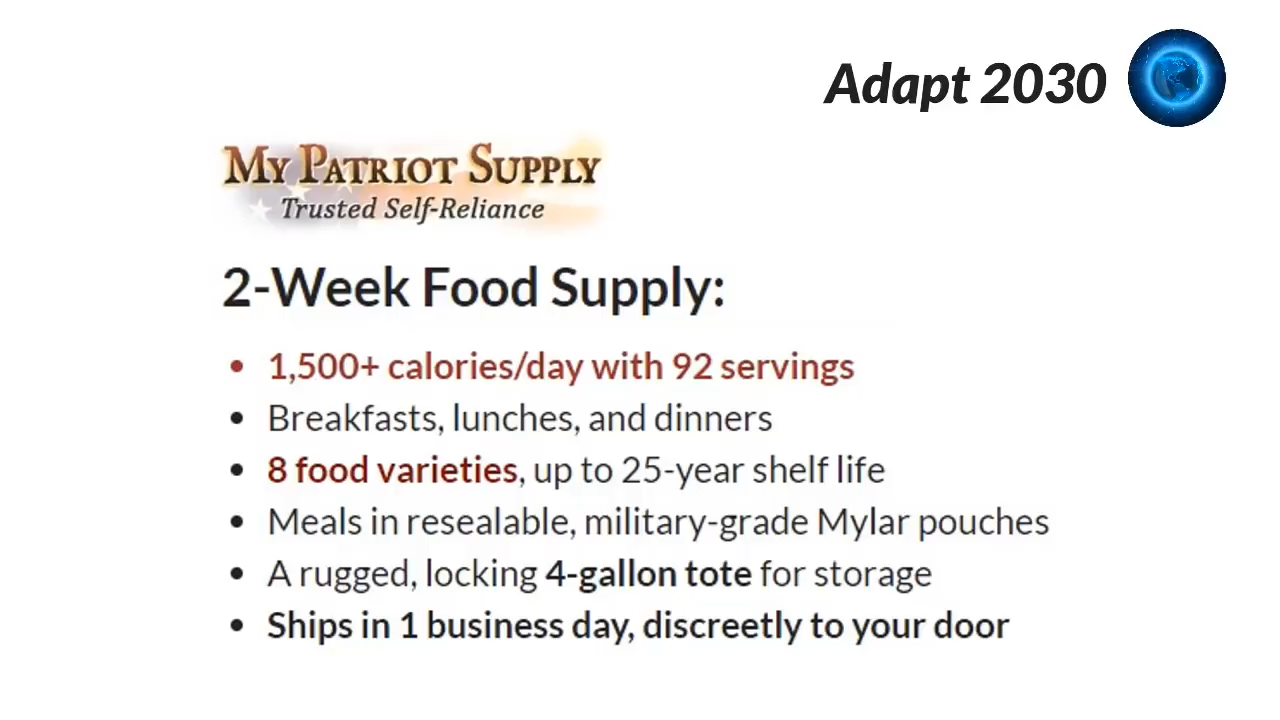 Adapt 2030
My Patriot Supply
Trusted Self-Reliance
2-Week Food Supply:
• 1,500+ calories/day with 92 servings
• Breakfasts, lunches, and dinners
• 8 food varieties, up to 25-year shelf life
• Meals in resealable, military-grade Mylar pouches
• A rugged, locking 4-gallon tote for storage
• Ships in 1 business day, discreetly to your door